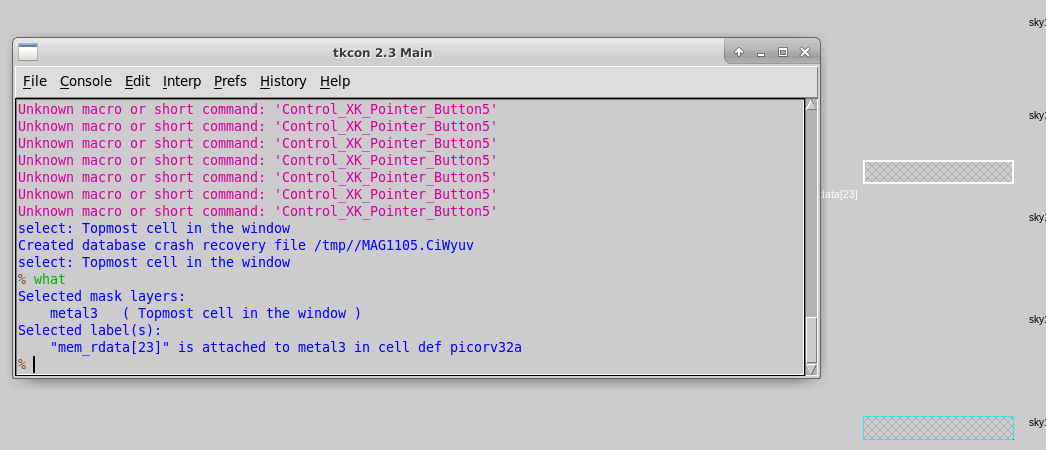 tkcon 2.3 Main
File Console Edit Interp Prefs History Help
Unknown macro or short command: 'Control_XK_Pointer_Button5'
Unknown macro or short command: 'Control_XK_Pointer_Button5'
Unknown macro or short command: 'Control_XK_Pointer_Button5'
Unknown macro or short command: 'Control_XK_Pointer_Button5'
Unknown macro or short command: 'Control_XK_Pointer_Button5'
Unknown macro or short command: 'Control_XK_Pointer_Button5'
Unknown macro or short command: 'Control_XK_Pointer_Button5'
select: Topmost cell in the window
Created database crash recovery file /tmp//MAG1105.CiWyuv
select: Topmost cell in the window
% what
Selected mask layers:
metal3 ( Topmost cell in the window )
Selected label(s):
"mem_rdata[23]" is attached to metal3 in cell def picorv32a
%
sky1
sky1
data[23]
sky1
sky1
sky1